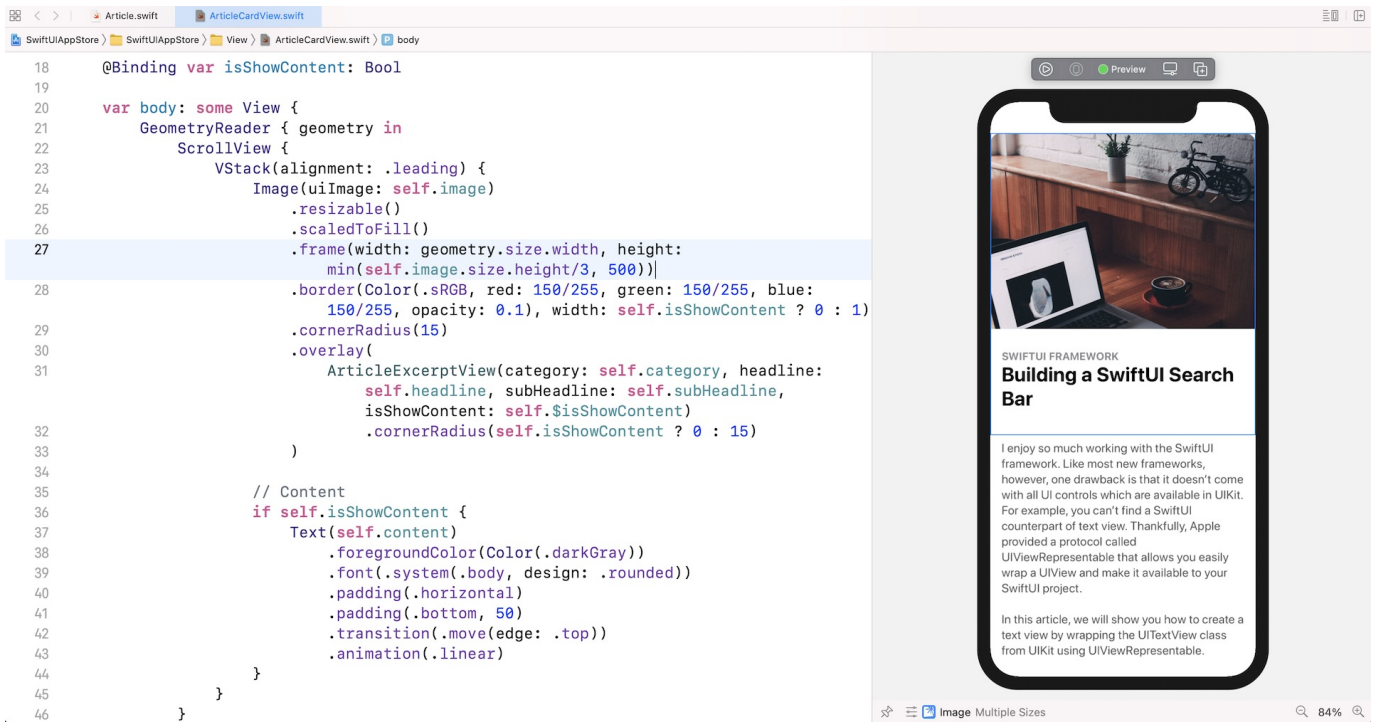 Article.swift
ArticleCardView.swift
SwiftUIAppStore
SwiftUIAppStore
View
ArticleCardView.swift
P
body
18 @Binding var isShowContent: Bool
19
20 var body: some View {
21 GeometryReader { geometry in
22 ScrollView {
23 VStack(alignment: .leading) {
24 Image(uiImage: self.image)
25 .resizable()
26 .scaledToFill()
27 .frame(width: geometry.size.width, height:
min(self.image.size.height/3, 500))
28 .border(Color(.sRGB, red: 150/255, green: 150/255, blue:
150/255, opacity: 0.1), width: self.isShowContent ? 0 : 1)
29 .cornerRadius(15)
30 .overlay(
31 ArticleExcerptView(category: self.category, headline:
self.headline, subHeadline: self.subHeadline,
isShowContent: self.$isShowContent)
32 .cornerRadius(self.isShowContent ? 0 : 15)
33 )
34
35 // Content
36 if self.isShowContent {
37 Text(self.content)
38 .foregroundColor(Color(.darkGray))
39 .font(.system(.body, design: .rounded))
40 .padding(.horizontal)
41 .padding(.bottom, 50)
42 .transition(.move(edge: .top))
43 .animation(.linear)
44 }
45 }
46 }
Preview
SWIFTUI FRAMEWORK
Building a SwiftUI Search
Bar
I enjoy so much working with the SwiftUI
framework. Like most new frameworks,
however, one drawback is that it doesn't come
with all UI controls which are available in UIKit.
For example, you can't find a SwiftUI
counterpart of text view. Thankfully, Apple
provided a protocol called
UIViewRepresentable that allows you easily
wrap a UIView and make it available to your
SwiftUI project.
In this article, we will show you how to create a
text view by wrapping the UITextView class
from UIKit using UIViewRepresentable.
Image Multiple Sizes
84%